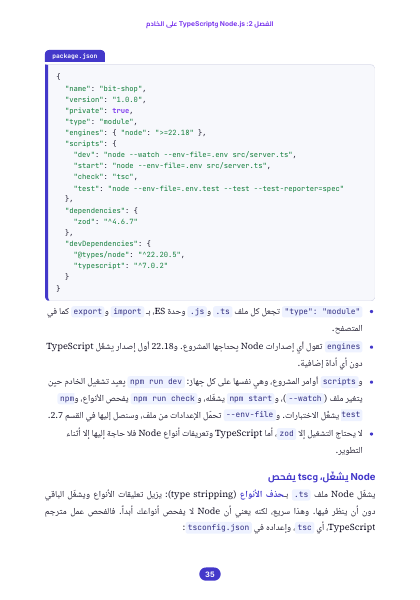 الفصل 2: Node.js وTypeScript على الخادم
package.json
{
"name": "bit-shop",
"version": "1.0.0",
"private": true,
"type": "module",
"engines": { "node": ">=22.18" },
"scripts": {
"dev": "node --watch --env-file=.env src/server.ts",
"start": "node --env-file=.env src/server.ts",
"check": "tsc",
"test": "node --env-file=.env.test --test --test-reporter=spec"
},
"dependencies": {
"zod": "^4.6.7"
},
"devDependencies": {
"@types/node": "^22.20.5",
"typescript": "^7.0.2"
}
}
• "type": "module" تجعل كل ملف .ts و .js وحدة ES، بـ import و export كما في
المتصفح.
• engines تقول أي إصدارات Node يحتاجها المشروع. و22.18 أول إصدار يشغّل TypeScript
دون أي أداة إضافية.
• و scripts أوامر المشروع، وهي نفسها على كل جهاز: npm run dev يعيد تشغيل الخادم حين
يتغير ملف ( --watch )، و npm start يشغّله، و npm run check يفحص الأنواع، و npm
test يشغّل الاختبارات. و --env-file تحمّل الإعدادات من ملف، وسنصل إليها في القسم 2.7.
• لا يحتاج التشغيل إلا zod ، أما TypeScript وتعريفات أنواع Node فلا حاجة إليها إلا أثناء
التطوير.
Node يشغّل، وtsc يفحص
يشغّل Node ملف .ts بـحذف الأنواع (type stripping): يزيل تعليقات الأنواع ويشغّل الباقي
دون أن ينظر فيها. وهذا سريع، لكنه يعني أن Node لا يفحص أنواعك أبداً. فالفحص عمل مترجم
TypeScript، أي tsc ، وإعداده في tsconfig.json :
35